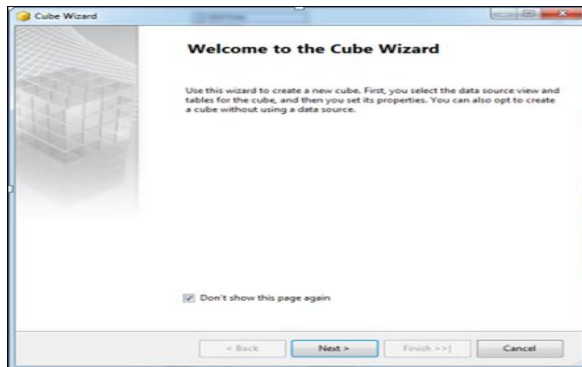 Cube Wizard
Welcome to the Cube Wizard
Use this wizard to create a new cube. First, you select the data source view and
tables for the cube, and then you set its properties. You can also opt to create
a cube without using a data source.
Don't show this page again
< Back Next > Finish >>| Cancel